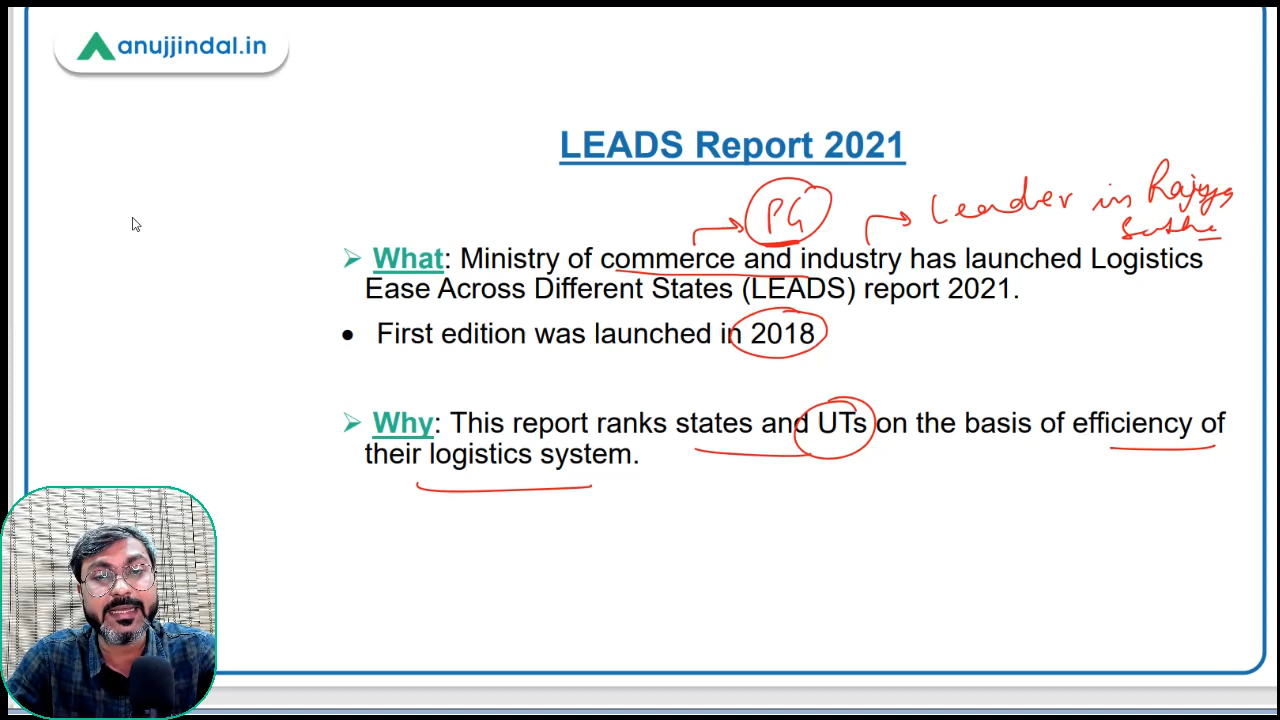 anujjindal.in
LEADS Report 2021
PG
Leader in Rajya
Sabha
What: Ministry of commerce and industry has launched Logistics
Ease Across Different States (LEADS) report 2021.
First edition was launched in 2018
Why: This report ranks states and UTs on the basis of efficiency of
their logistics system.